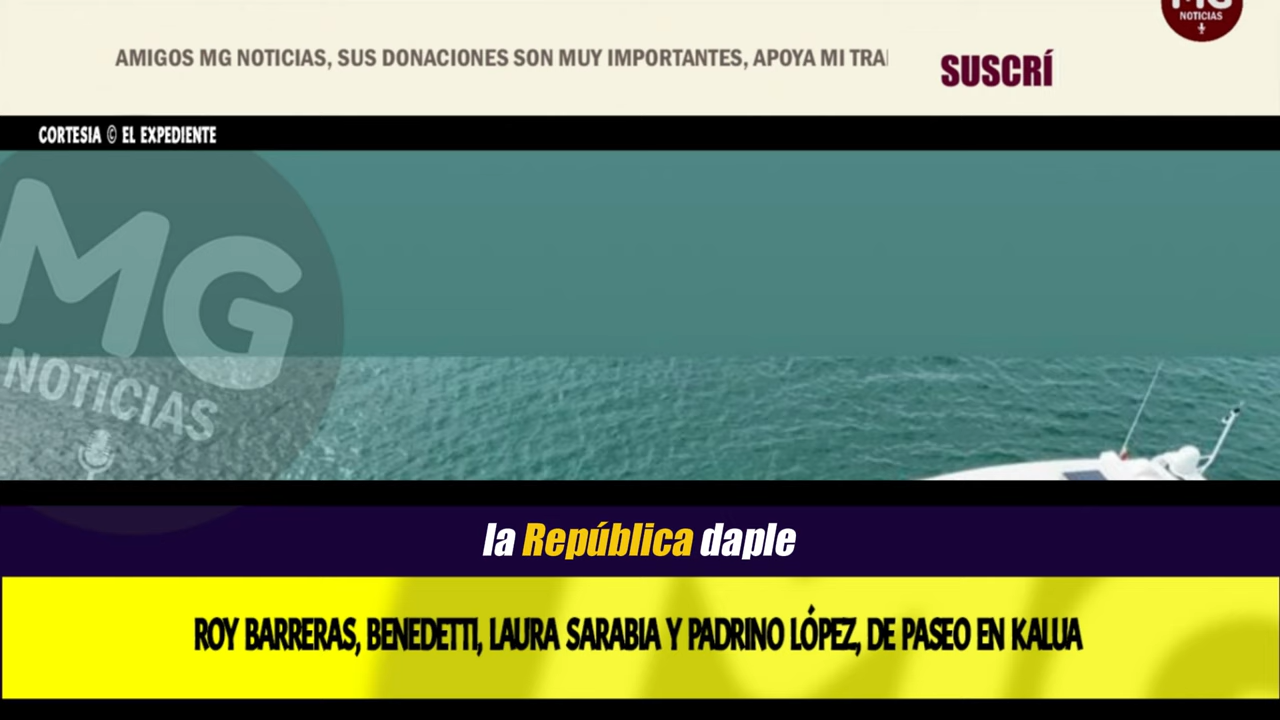 MG
NOTICIAS
AMIGOS MG NOTICIAS, SUS DONACIONES SON MUY IMPORTANTES, APOYA MI TRA
SUSCRÍ
CORTESIA © EL EXPEDIENTE
MG
NOTICIAS
la República daple
ROY BARRERAS, BENEDETTI, LAURA SARABIA Y PADRINO LÓPEZ, DE PASEO EN KALUA